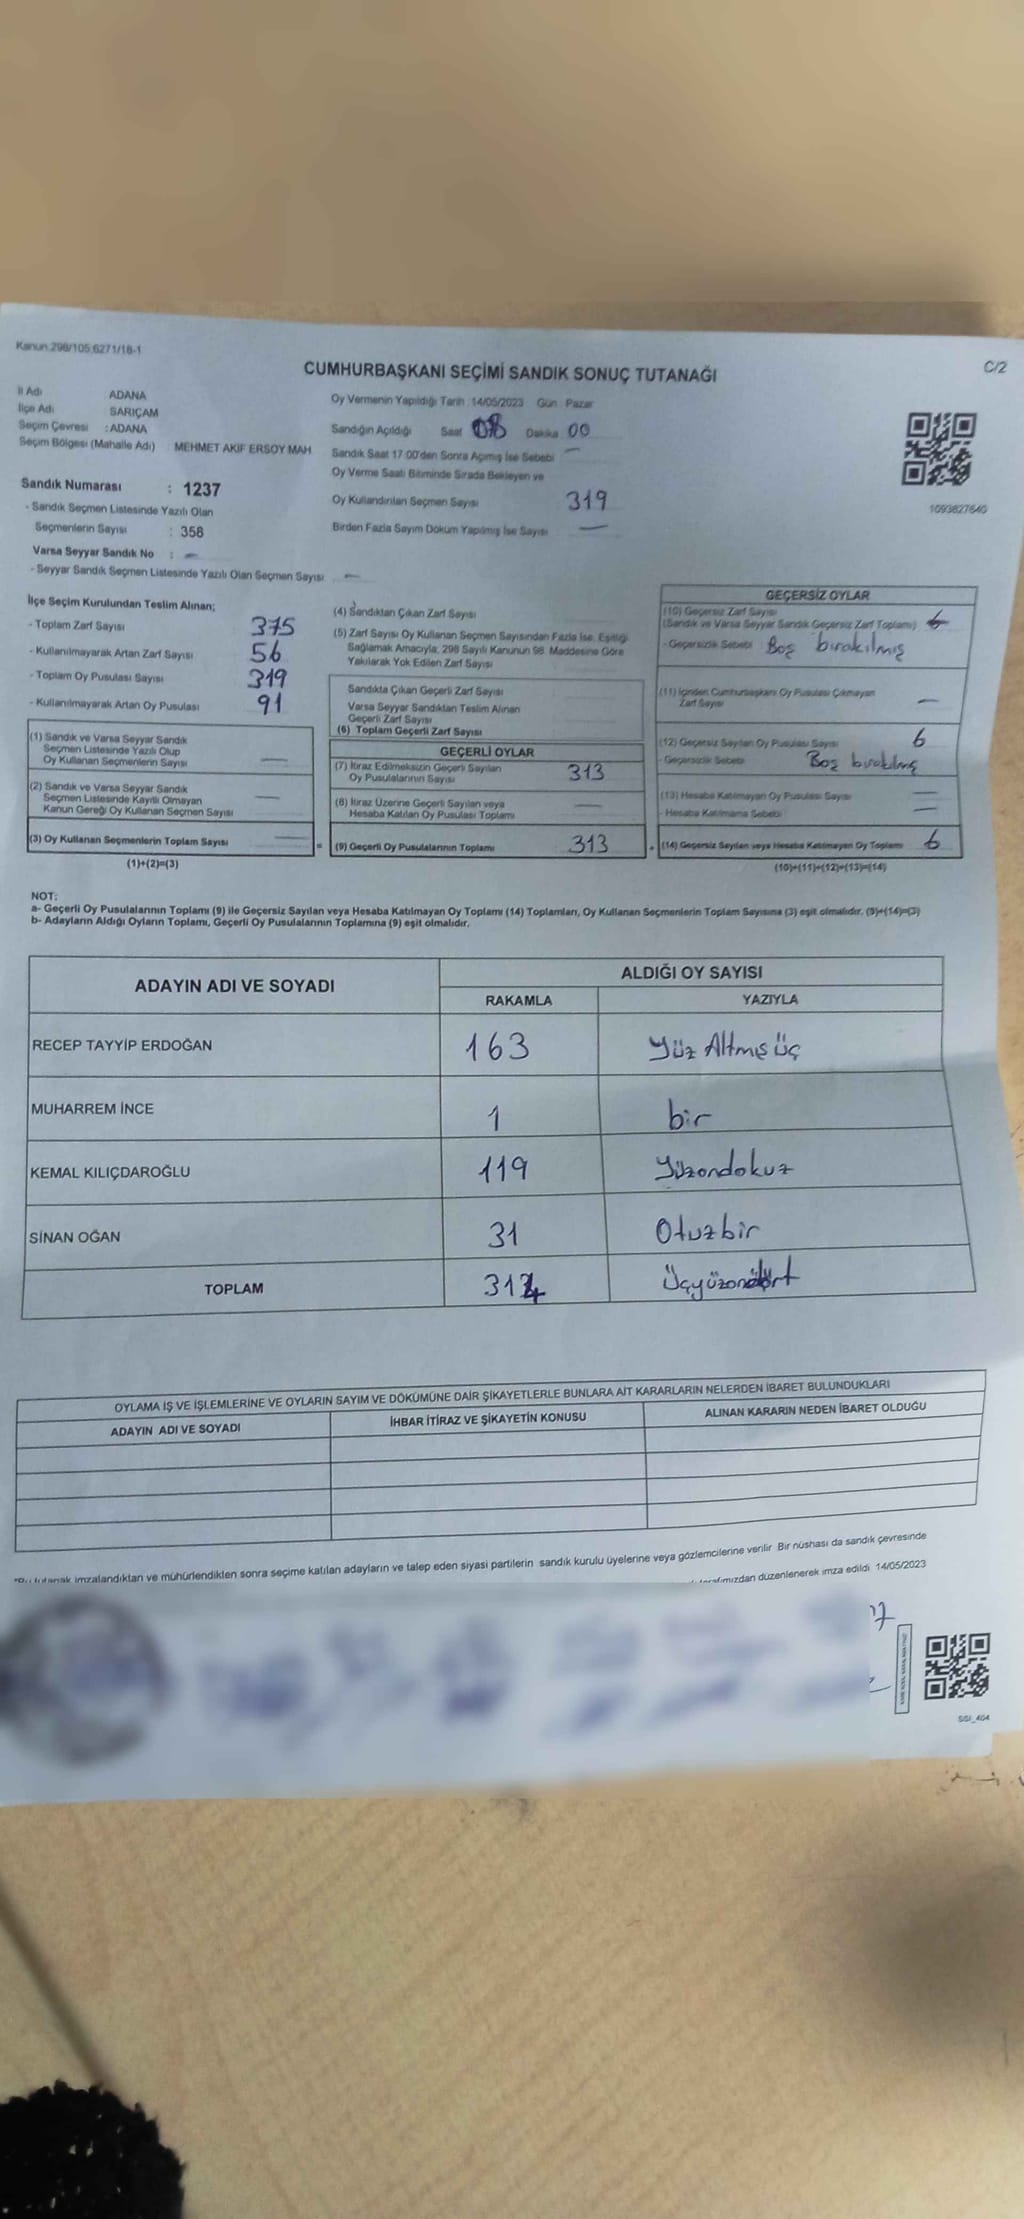 Kanun 298/105 6271/18-1
C/2
CUMHURBAŞKANI SEÇİMİ SANDIK SONUÇ TUTANAĞI
İl Adı ADANA
İlçe Adı SARIÇAM
Seçim Çevresi : ADANA
Seçim Bölgesi (Mahalle Adı) MEHMET AKİF ERSOY MAH
Sandık Numarası : 1237
- Sandık Seçmen Listesinde Yazılı Olan
Seçmenlerin Sayısı : 358
Varsa Seyyar Sandık No : —
- Seyyar Sandık Seçmen Listesinde Yazılı Olan Seçmen Sayısı —
Oy Vermenin Yapıldığı Tarih 14/05/2023 Gün Pazar
Sandığın Açıldığı Saat 08 Dakika 00
Sandık Saat 17:00'den Sonra Açılmış İse Sebebi —
Oy Verme Saati Bitiminde Sırada Bekleyen ve
Oy Kullandırılan Seçmen Sayısı 319
Birden Fazla Sayım Döküm Yapılmış İse Sayısı —
1093827640
İlçe Seçim Kurulundan Teslim Alınan;
- Toplam Zarf Sayısı 375
- Kullanılmayarak Artan Zarf Sayısı 56
- Toplam Oy Pusulası Sayısı 319
- Kullanılmayarak Artan Oy Pusulası 91
(1) Sandık ve Varsa Seyyar Sandık
Seçmen Listesinde Yazılı Olup
Oy Kullanan Seçmenlerin Sayısı —
(2) Sandık ve Varsa Seyyar Sandık
Seçmen Listesinde Kayıtlı Olmayan
Kanun Gereği Oy Kullanan Seçmen Sayısı —
(3) Oy Kullanan Seçmenlerin Toplam Sayısı —
(1)+(2)=(3)
(4) Sandıktan Çıkan Zarf Sayısı
(5) Zarf Sayısı Oy Kullanan Seçmen Sayısından Fazla İse, Eşitliği
Sağlamak Amacıyla, 298 Sayılı Kanunun 98. Maddesine Göre
Yakılarak Yok Edilen Zarf Sayısı
Sandıkta Çıkan Geçerli Zarf Sayısı
Varsa Seyyar Sandıktan Teslim Alınan
Geçerli Zarf Sayısı
(6) Toplam Geçerli Zarf Sayısı
GEÇERLİ OYLAR
(7) İtiraz Edilmeksizin Geçerli Sayılan
Oy Pusulalarının Sayısı 313
(8) İtiraz Üzerine Geçerli Sayılan veya
Hesaba Katılan Oy Pusulası Toplamı —
= (9) Geçerli Oy Pusulalarının Toplamı 313
GEÇERSİZ OYLAR
(10) Geçersiz Zarf Sayısı
(Sandık ve Varsa Seyyar Sandık Geçersiz Zarf Toplamı) 6
- Geçersizlik Sebebi Boş bırakılmış
(11) İçinden Cumhurbaşkanı Oy Pusulası Çıkmayan
Zarf Sayısı —
(12) Geçersiz Sayılan Oy Pusulası Sayısı 6
- Geçersizlik Sebebi Boş bırakılmış
(13) Hesaba Katılmayan Oy Pusulası Sayısı —
- Hesaba Katılmama Sebebi —
+ (14) Geçersiz Sayılan veya Hesaba Katılmayan Oy Toplamı 6
(10)+(11)+(12)+(13)=(14)
NOT:
a- Geçerli Oy Pusulalarının Toplamı (9) ile Geçersiz Sayılan veya Hesaba Katılmayan Oy Toplamı (14) Toplamları, Oy Kullanan Seçmenlerin Toplam Sayısına (3) eşit olmalıdır. (9)+(14)=(3)
b- Adayların Aldığı Oyların Toplamı, Geçerli Oy Pusulalarının Toplamına (9) eşit olmalıdır.
ADAYIN ADI VE SOYADI ALDIĞI OY SAYISI
RAKAMLA YAZIYLA
RECEP TAYYİP ERDOĞAN 163 Yüz Altmış üç
MUHARREM İNCE 1 bir
KEMAL KILIÇDAROĞLU 119 Yüzondokuz
SİNAN OĞAN 31 Otuzbir
TOPLAM 314 Üçyüzondört
OYLAMA İŞ VE İŞLEMLERİNE VE OYLARIN SAYIM VE DÖKÜMÜNE DAİR ŞİKAYETLERLE BUNLARA AİT KARARLARIN NELERDEN İBARET BULUNDUKLARI
ADAYIN ADI VE SOYADI İHBAR İTİRAZ VE ŞİKAYETİN KONUSU ALINAN KARARIN NEDEN İBARET OLDUĞU
imzalandıktan ve mühürlendikten sonra seçime katılan adayların ve talep eden siyasi partilerin sandık kurulu üyelerine veya gözlemcilerine verilir Bir nüshası da sandık çevresinde
tarafımızdan düzenlenerek imza edildi 14/05/2023
SSI_404